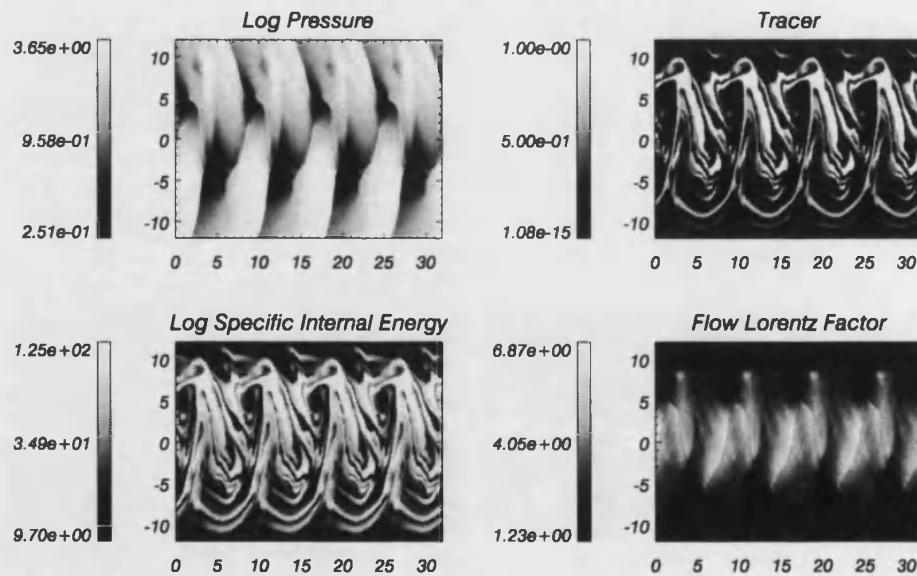 Log Pressure
3.65e+00
9.58e-01
2.51e-01
10
5
0
-5
-10
0 5 10 15 20 25 30
Tracer
1.00e-00
5.00e-01
1.08e-15
10
5
0
-5
-10
0 5 10 15 20 25 30
Log Specific Internal Energy
1.25e+02
3.49e+01
9.70e+00
10
5
0
-5
-10
0 5 10 15 20 25 30
Flow Lorentz Factor
6.87e+00
4.05e+00
1.23e+00
10
5
0
-5
-10
0 5 10 15 20 25 30